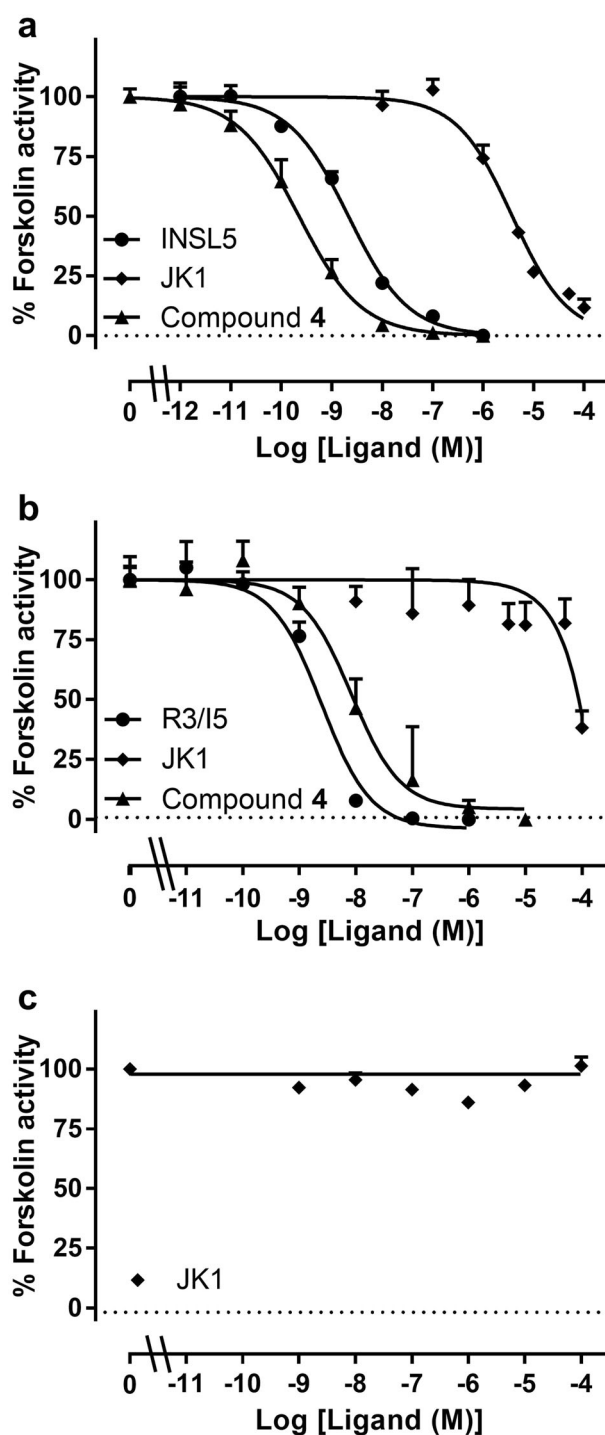 a
% Forskolin activity
100
75
50
25
0
INSL5
JK1
Compound 4
0 -12 -11 -10 -9 -8 -7 -6 -5 -4
Log [Ligand (M)]
b
% Forskolin activity
100
75
50
25
0
R3/I5
JK1
Compound 4
0 -11 -10 -9 -8 -7 -6 -5 -4
Log [Ligand (M)]
c
% Forskolin activity
100
75
50
25
0
JK1
0 -11 -10 -9 -8 -7 -6 -5 -4
Log [Ligand (M)]